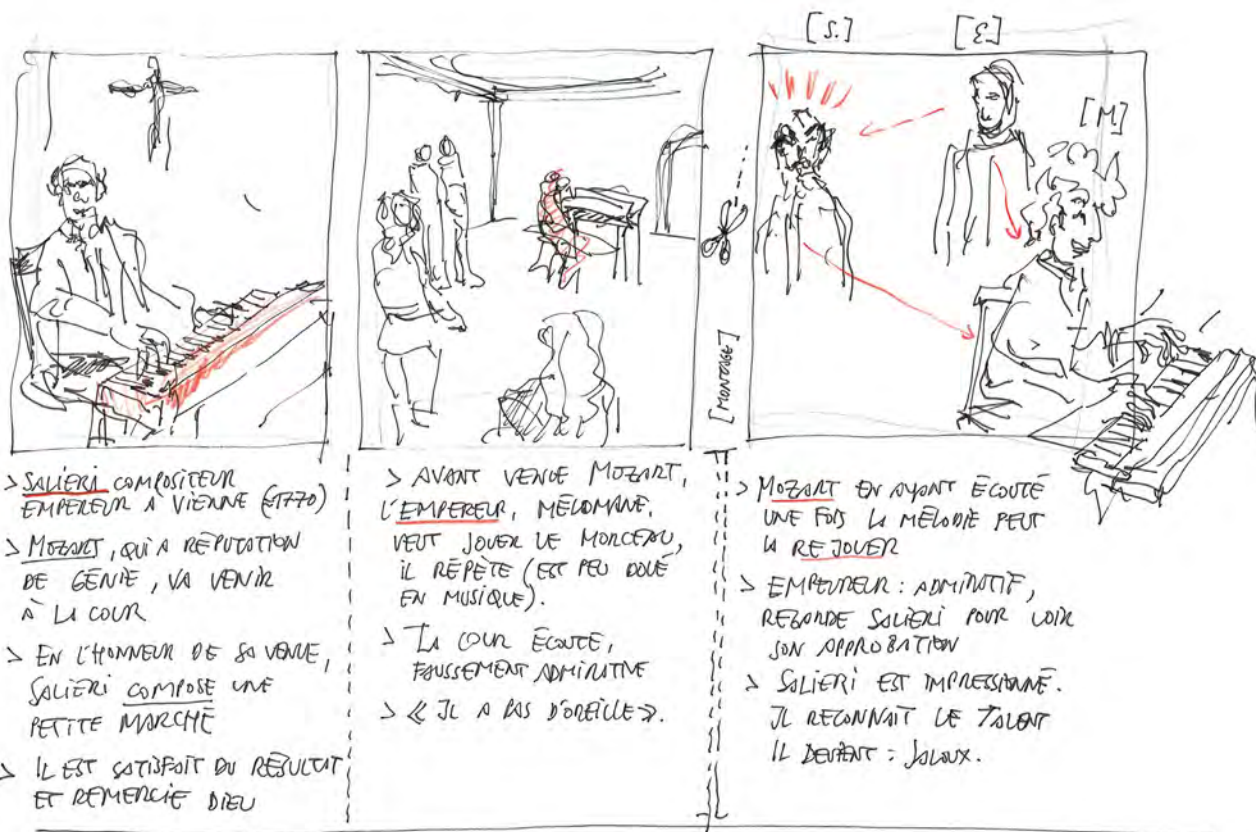 [S.]
[E]
[M]
> SALIERI COMPOSITEUR
EMPEREUR A VIENNE (±1770)
> MOZART, QUI A RÉPUTATION
DE GÉNIE, VA VENIR
À LA COUR
> EN L'HONNEUR DE SA VENUE,
SALIERI COMPOSE UNE
PETITE MARCHE
> IL EST SATISFAIT DU RÉSULTAT
ET REMERCIE DIEU
> AVANT VENUE MOZART,
L'EMPEREUR, MÉLOMANE,
VEUT JOUER LE MORCEAU,
IL RÉPÈTE (EST PEU DOUÉ
EN MUSIQUE).
> LA COUR ÉCOUTE,
FAUSSEMENT ADMIRATIVE
> « IL A PAS D'OREILLE ».
[MONTAGE]
> MOZART EN AYANT ÉCOUTÉ
UNE FOIS LA MÉLODIE PEUT
LA REJOUER
> EMPEUREUR : ADMIRATIF,
REGARDE SALIERI POUR VOIR
SON APPROBATION
> SALIERI EST IMPRESSIONNÉ.
IL RECONNAIT LE TALENT
IL DEVIENT : JALOUX.